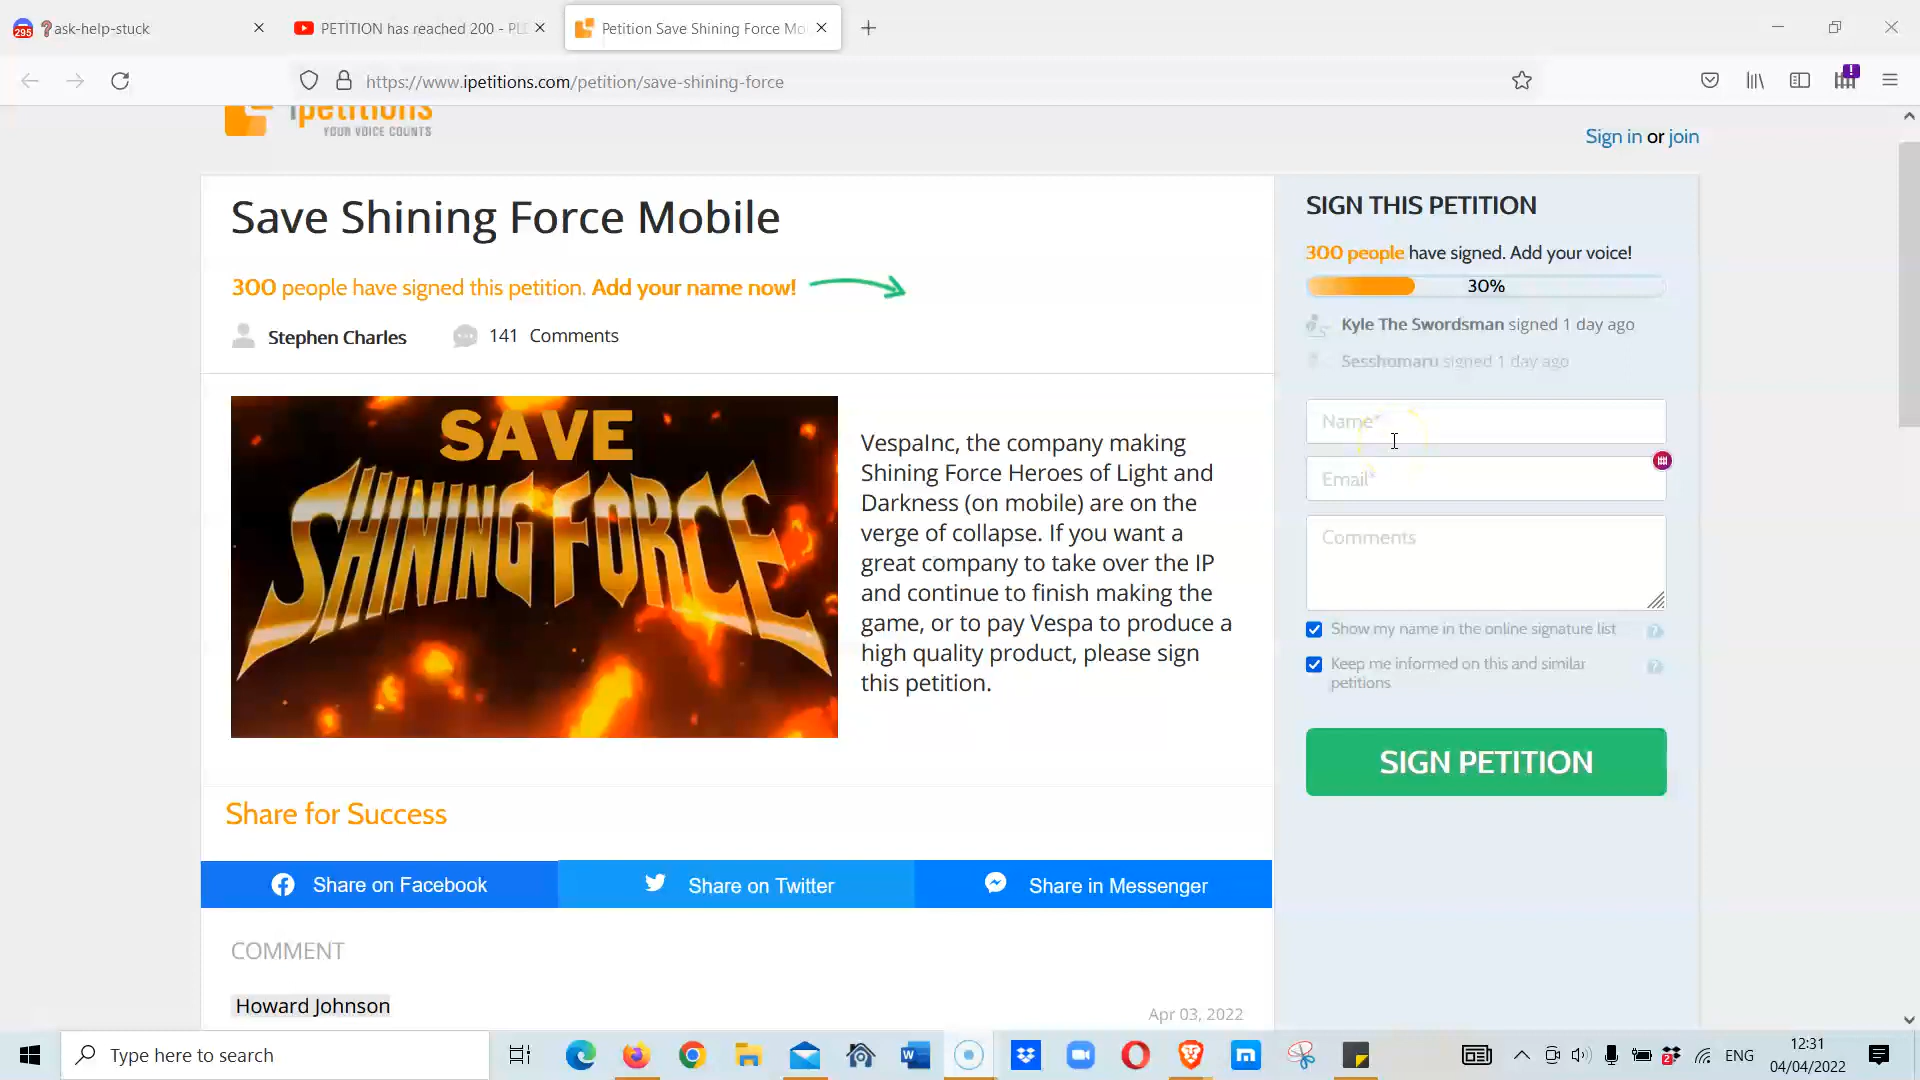 295 ❓ask-help-stuck
PETITION has reached 200 - PL
Petition Save Shining Force Mo
https://www.ipetitions.com/petition/save-shining-force
ipetitions
YOUR VOICE COUNTS
Sign in or join
Save Shining Force Mobile
300 people have signed this petition. Add your name now!
Stephen Charles
141 Comments
SAVE
SHINING FORCE
VespaInc, the company making
Shining Force Heroes of Light and
Darkness (on mobile) are on the
verge of collapse. If you want a
great company to take over the IP
and continue to finish making the
game, or to pay Vespa to produce a
high quality product, please sign
this petition.
SIGN THIS PETITION
300 people have signed. Add your voice!
30%
Kyle The Swordsman signed 1 day ago
Sesshomaru signed 1 day ago
Name*
Email*
Comments
Show my name in the online signature list ?
Keep me informed on this and similar ?
petitions
SIGN PETITION
Share for Success
Share on Facebook
Share on Twitter
Share in Messenger
COMMENT
Howard Johnson
Apr 03, 2022
Type here to search
ENG
12:31
04/04/2022